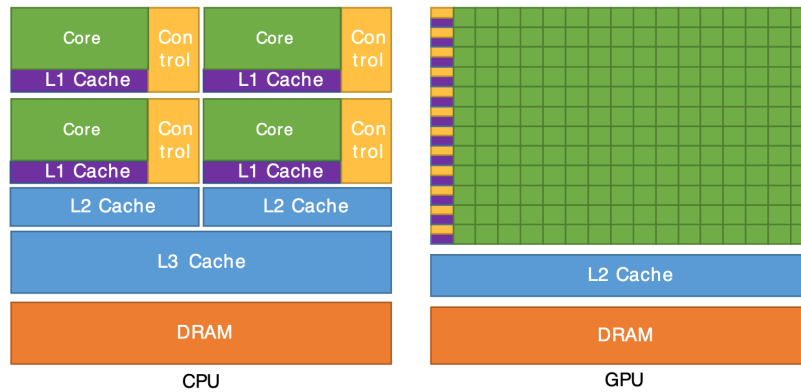 Core
Con
trol
L1 Cache
Core
Con
trol
L1 Cache
Core
Con
trol
L1 Cache
Core
Con
trol
L1 Cache
L2 Cache
L2 Cache
L3 Cache
DRAM
CPU
L2 Cache
DRAM
GPU